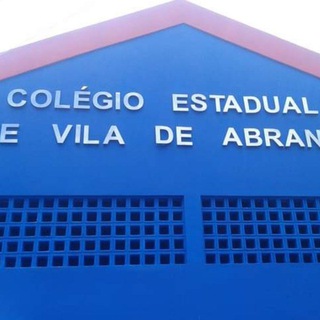 COLÉGIO ESTADUAL
E VILA DE ABRAN